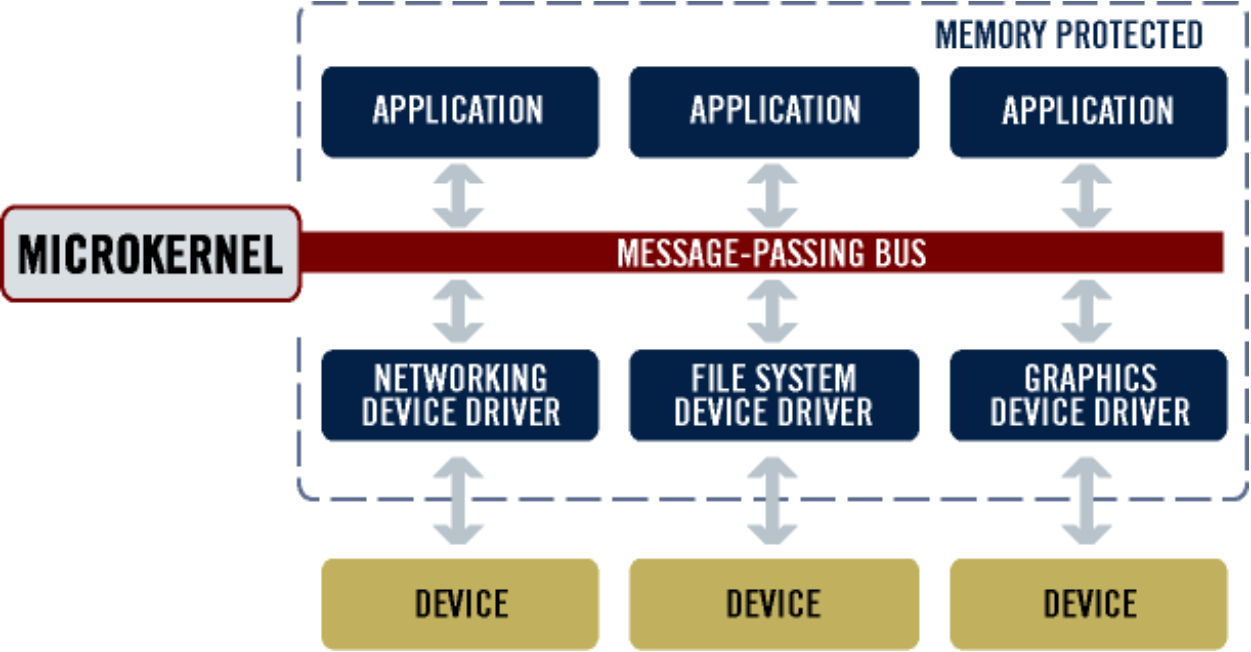 MEMORY PROTECTED
APPLICATION
APPLICATION
APPLICATION
MICROKERNEL
MESSAGE-PASSING BUS
NETWORKING
DEVICE DRIVER
FILE SYSTEM
DEVICE DRIVER
GRAPHICS
DEVICE DRIVER
DEVICE
DEVICE
DEVICE